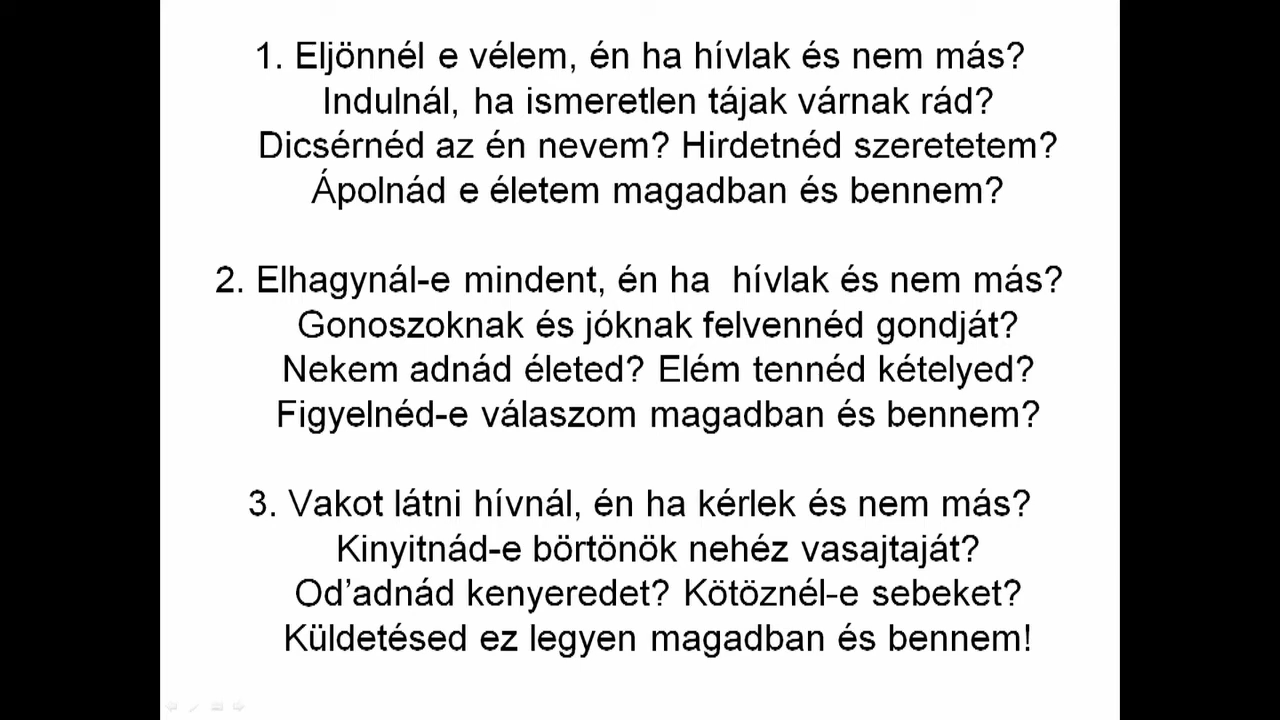 1. Eljönnél e vélem, én ha hívlak és nem más?
Indulnál, ha ismeretlen tájak várnak rád?
Dicsérnéd az én nevem? Hirdetnéd szeretetem?
Ápolnád e életem magadban és bennem?
2. Elhagynál-e mindent, én ha  hívlak és nem más?
Gonoszoknak és jóknak felvennéd gondját?
Nekem adnád életed? Elém tennéd kételyed?
Figyelnéd-e válaszom magadban és bennem?
3. Vakot látni hívnál, én ha kérlek és nem más?
Kinyitnád-e börtönök nehéz vasajtaját?
Od’adnád kenyeredet? Kötöznél-e sebeket?
Küldetésed ez legyen magadban és bennem!